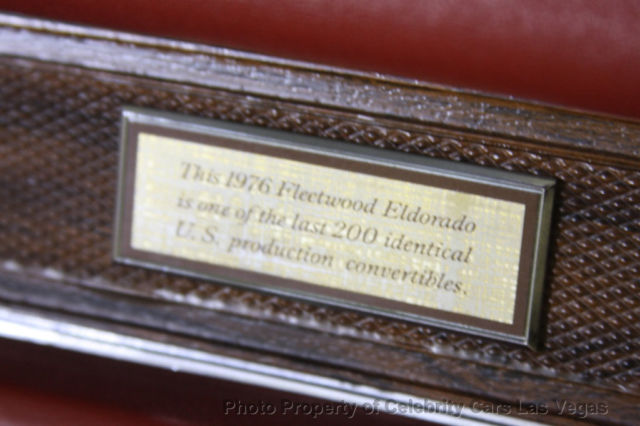 This 1976 Fleetwood Eldorado
is one of the last 200 identical
U. S. production convertibles.
Photo Property of Celebrity Cars Las Vegas